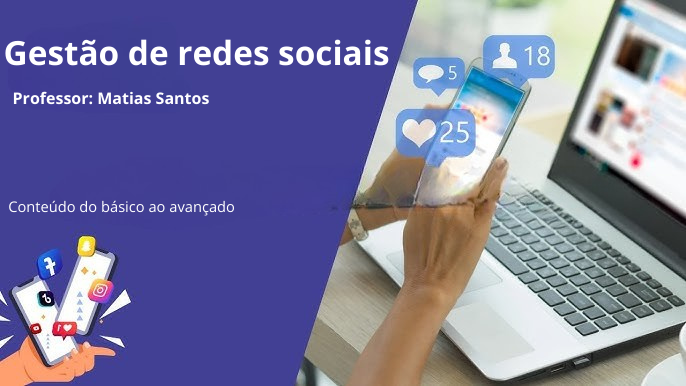 Gestão de redes sociais
Professor: Matias Santos
5
18
25
Conteúdo do básico ao avançado